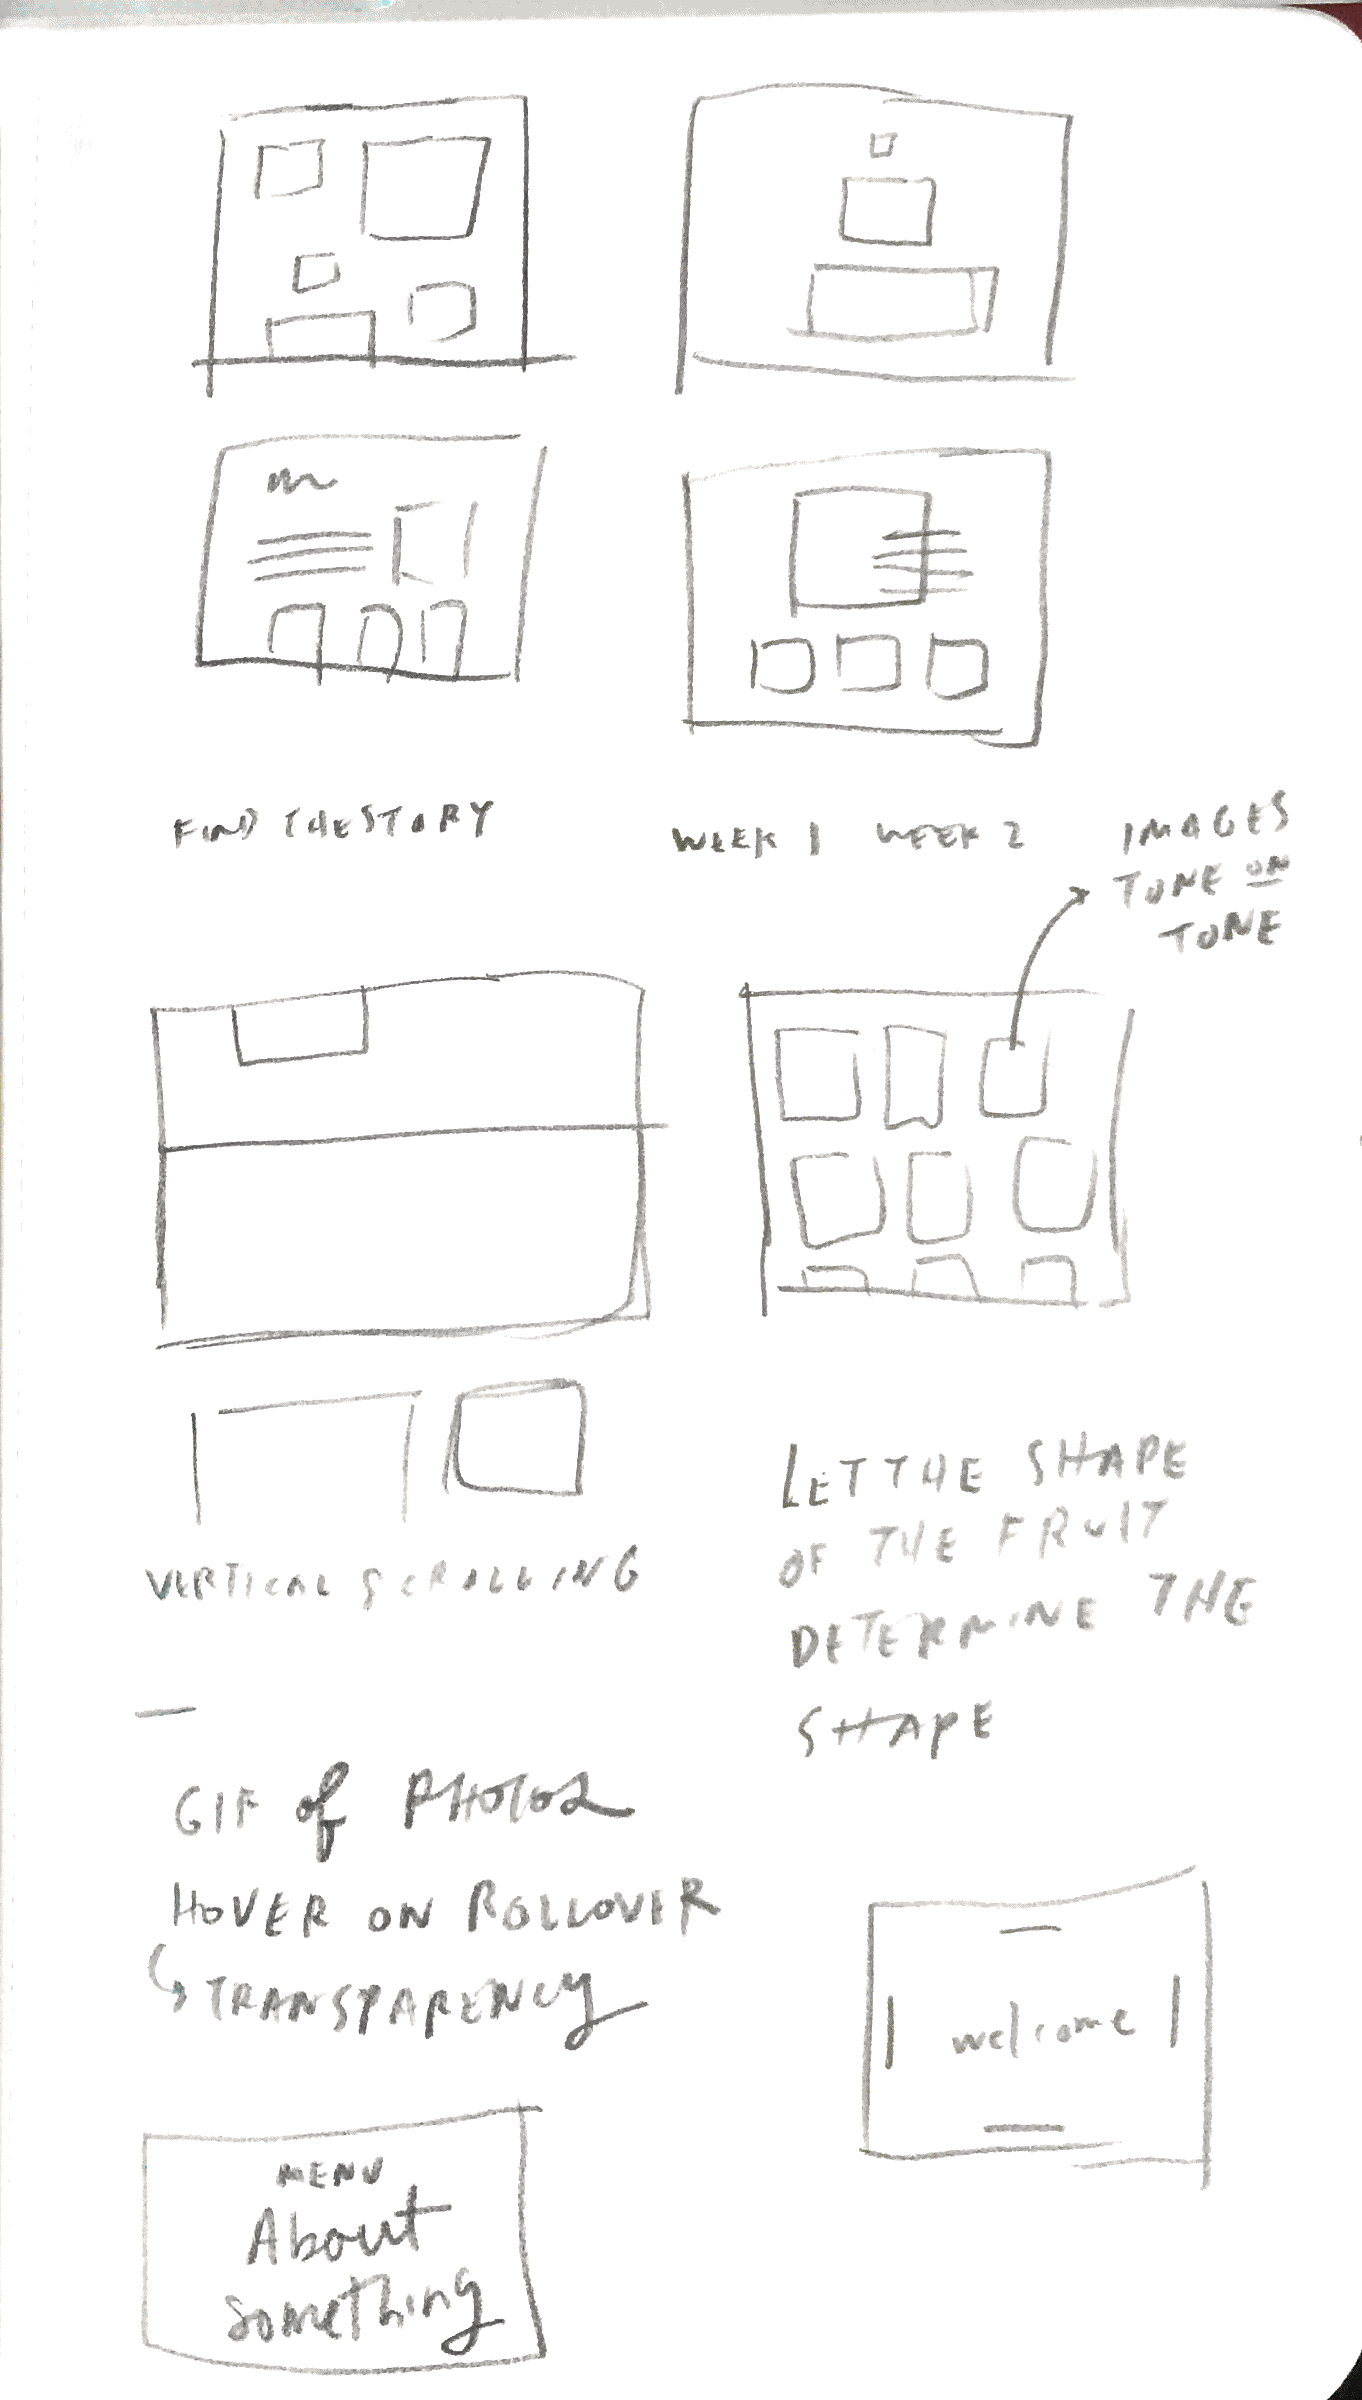 FIND THE STORY
WEEK 1 WEEK 2
IMAGES
TONE ON
TONE
VERTICAL SCROLLING
LET THE SHAPE
OF THE FRUIT
DETERMINE THE
SHAPE
GIF of PHOTOS
HOVER ON ROLLOVER
TRANSPARENCY
welcome
MENU
About
something